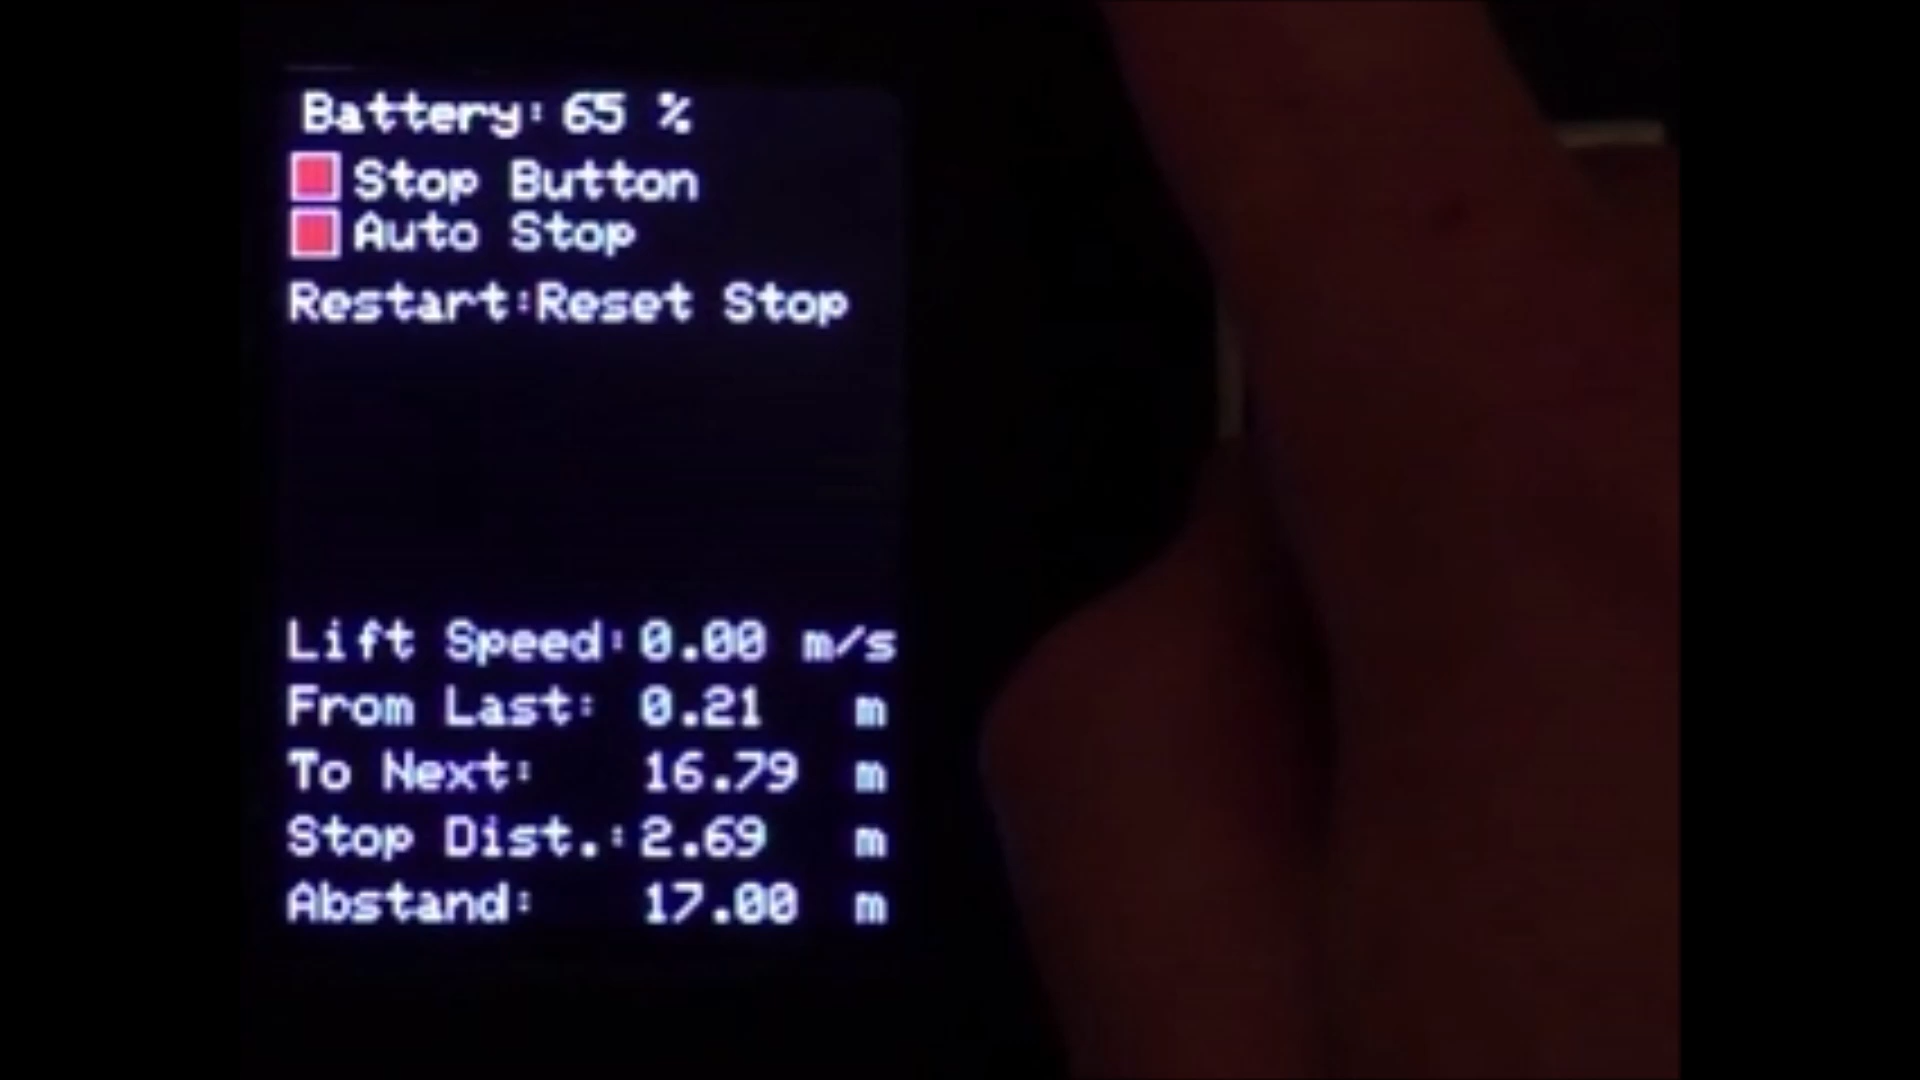 Battery: 65 %
Stop Button
Auto Stop
Restart:Reset Stop
Lift Speed: 0.00 m/s
From Last: 0.21 m
To Next: 16.79 m
Stop Dist.: 2.69 m
Abstand: 17.00 m